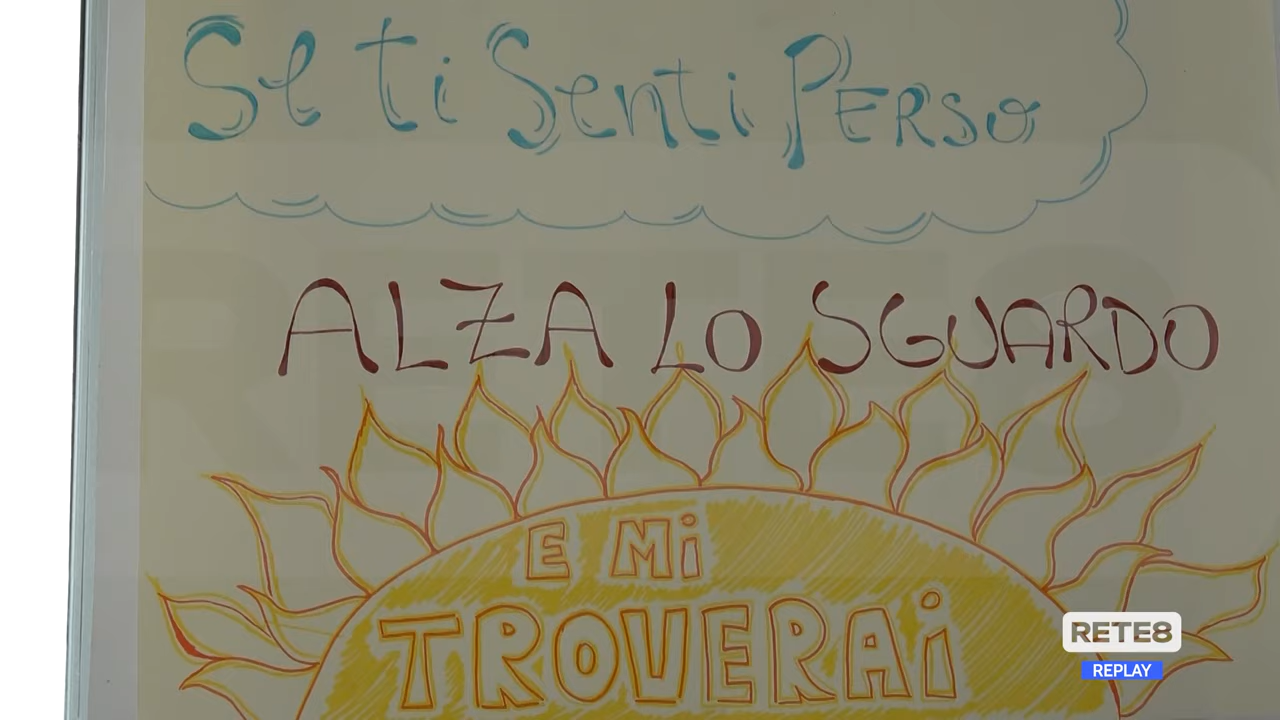 Se ti Senti PERSO
ALZA LO SGUARDO
E Mi
TROVERAi
RETE8
REPLAY